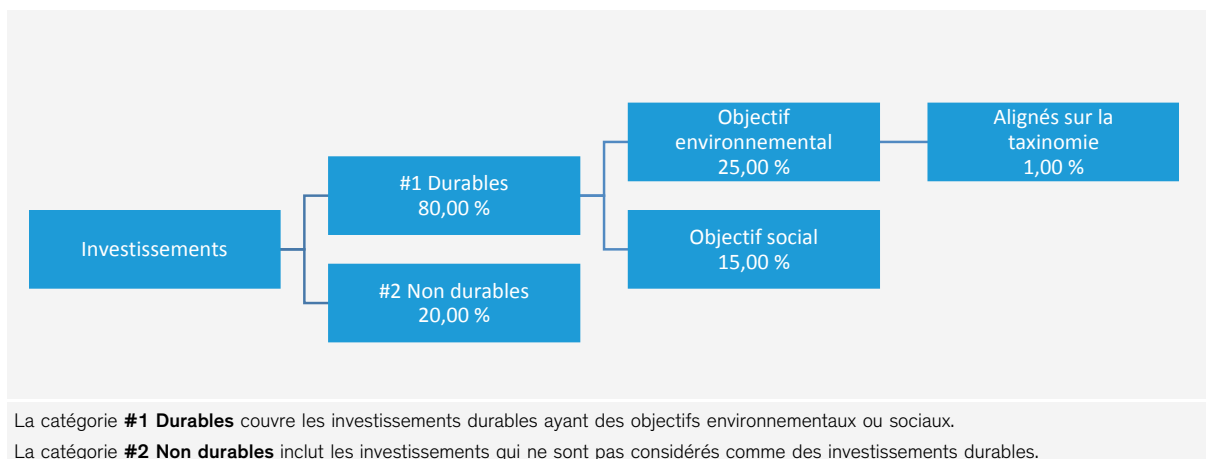 Investissements
#1 Durables
80,00 %
#2 Non durables
20,00 %
Objectif
environnemental
25,00 %
Objectif social
15,00 %
Alignés sur la
taxinomie
1,00 %
La catégorie #1 Durables couvre les investissements durables ayant des objectifs environnementaux ou sociaux.
La catégorie #2 Non durables inclut les investissements qui ne sont pas considérés comme des investissements durables.